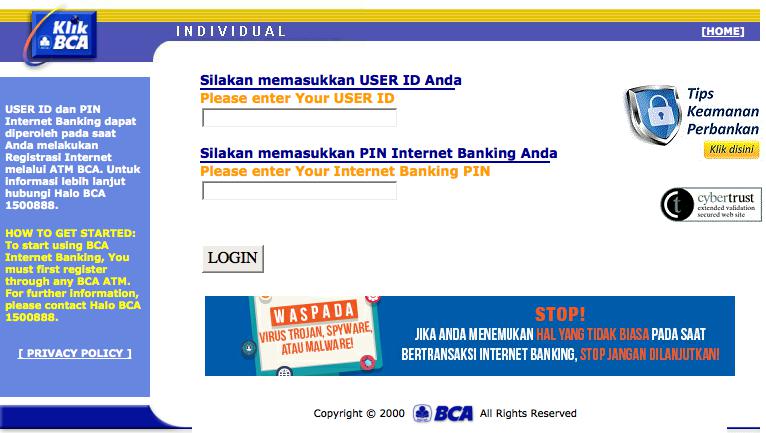 Klik
BCA
INDIVIDUAL
[HOME]
USER ID dan PIN
Internet Banking dapat
diperoleh pada saat
Anda melakukan
Registrasi Internet
melalui ATM BCA. Untuk
informasi lebih lanjut
hubungi Halo BCA
1500888.
HOW TO GET STARTED:
To start using BCA
Internet Banking, You
must first register
through any BCA ATM.
For further information,
please contact Halo BCA
1500888.
[ PRIVACY POLICY ]
Silakan memasukkan USER ID Anda
Please enter Your USER ID
Silakan memasukkan PIN Internet Banking Anda
Please enter Your Internet Banking PIN
LOGIN
Tips
Keamanan
Perbankan
Klik disini
cybertrust
extended validation
secured web site
WASPADA
VIRUS TROJAN, SPYWARE,
ATAU MALWARE!
STOP!
JIKA ANDA MENEMUKAN HAL YANG TIDAK BIASA PADA SAAT
BERTRANSAKSI INTERNET BANKING, STOP JANGAN DILANJUTKAN!
Copyright © 2000 BCA All Rights Reserved